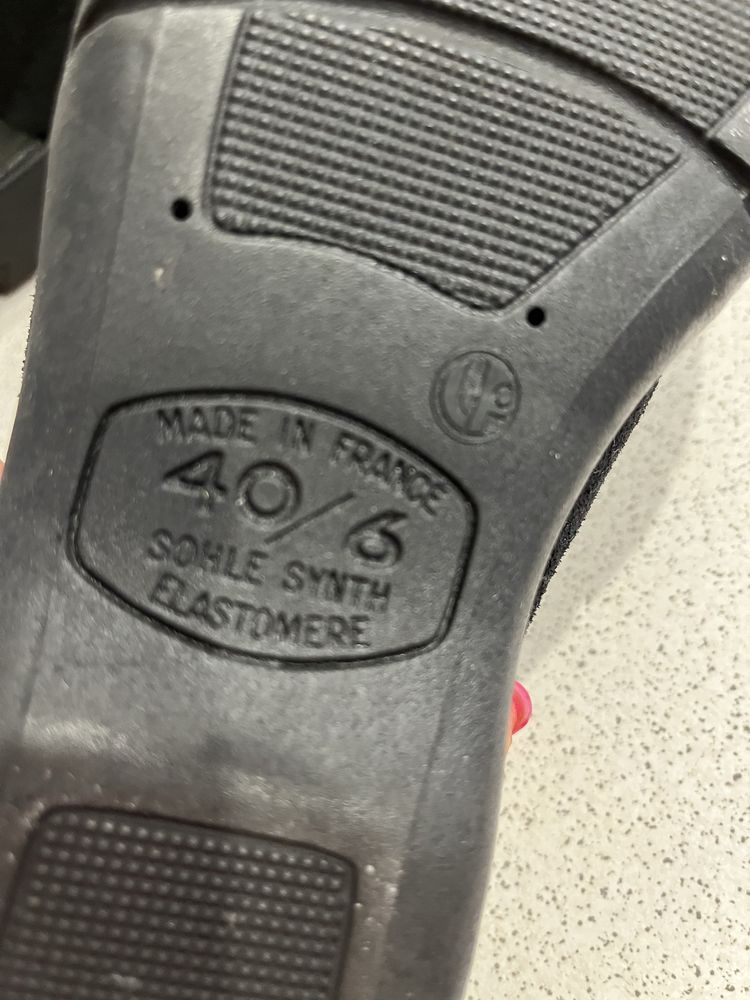 MADE IN FRANCE
40/6
SOHLE SYNTH
ELASTOMERE